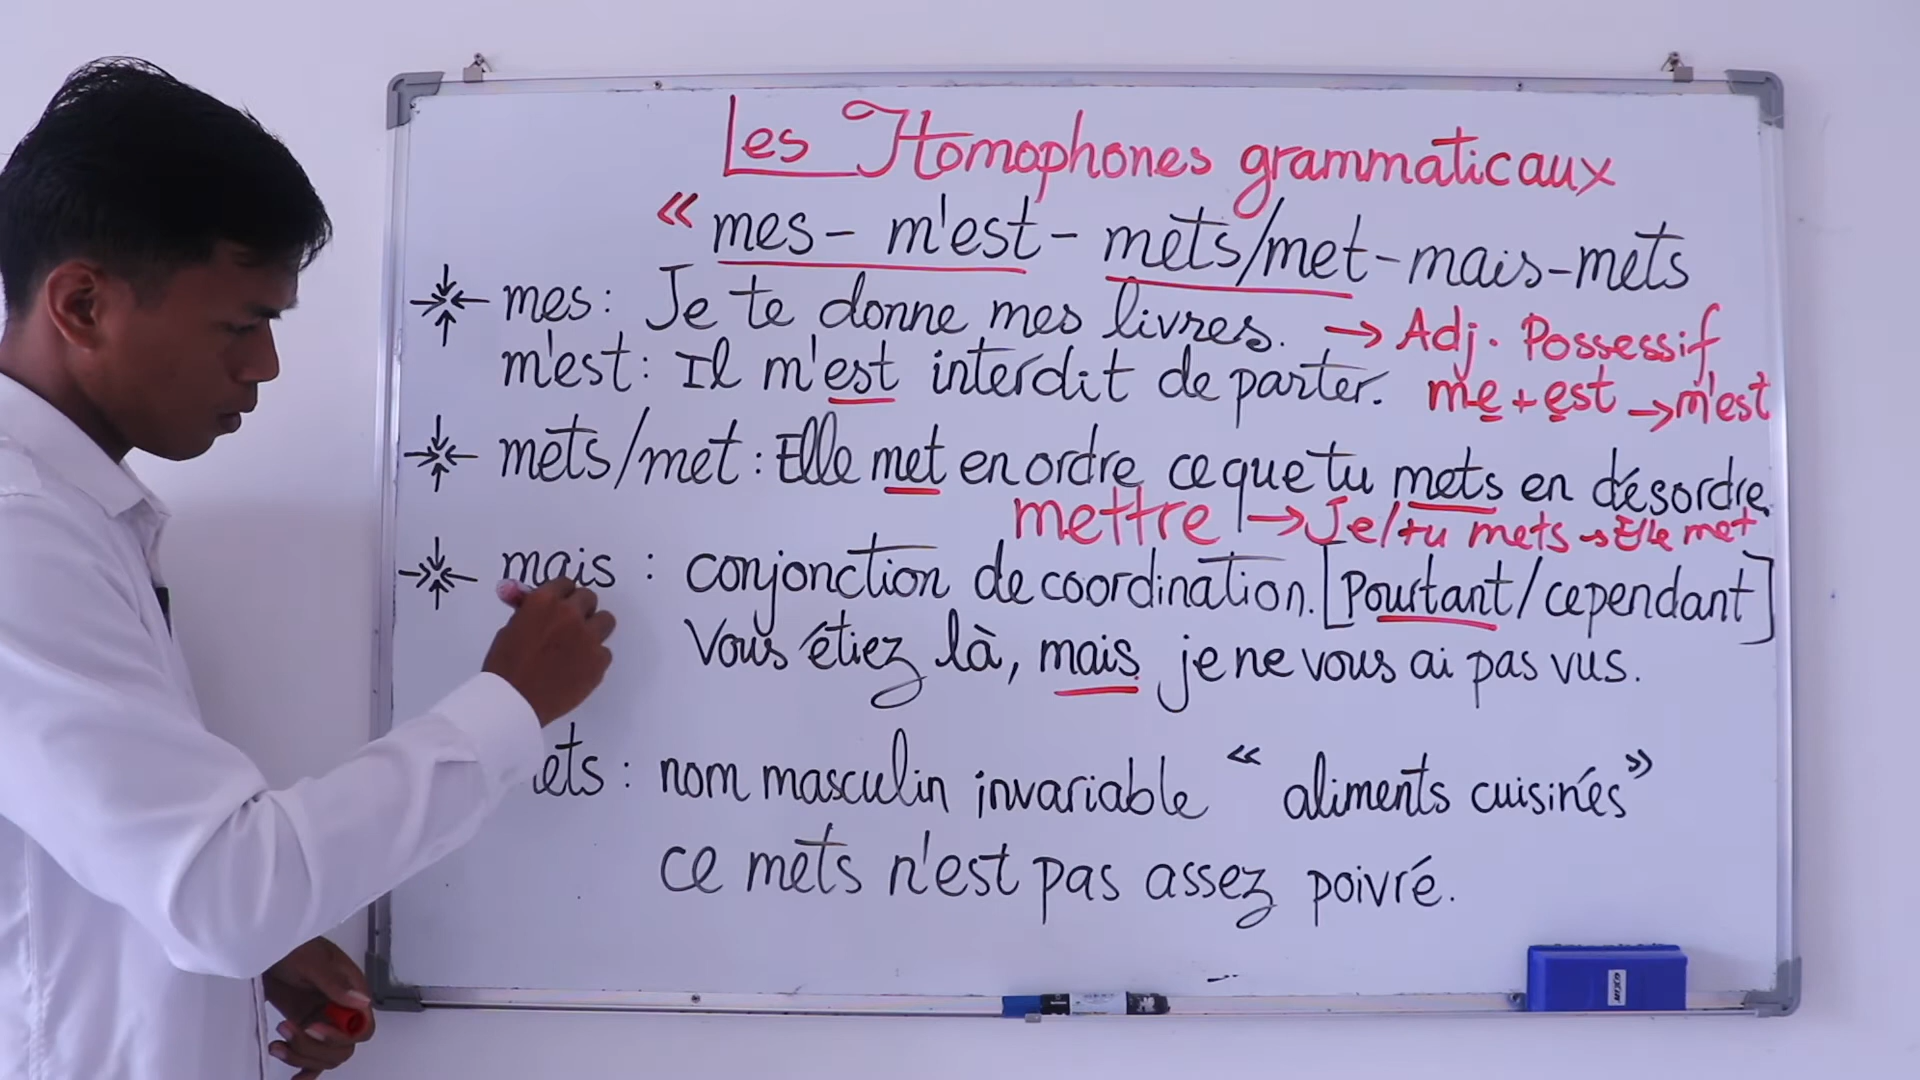 Les Homophones grammaticaux
« mes - m'est - mets/met - mais - mets
mes : Je te donne mes livres. → Adj. Possessif
m'est : Il m'est interdit de parter. me + est → m'est
mets/met : Elle met en ordre ce que tu mets en désordre.
mettre → Je/tu mets → Elle met
mais : conjonction de coordination. [Pourtant/cependant]
Vous étiez là, mais je ne vous ai pas vus.
ets : nom masculin invariable « aliments cuisinés »
ce mets n'est pas assez poivré.